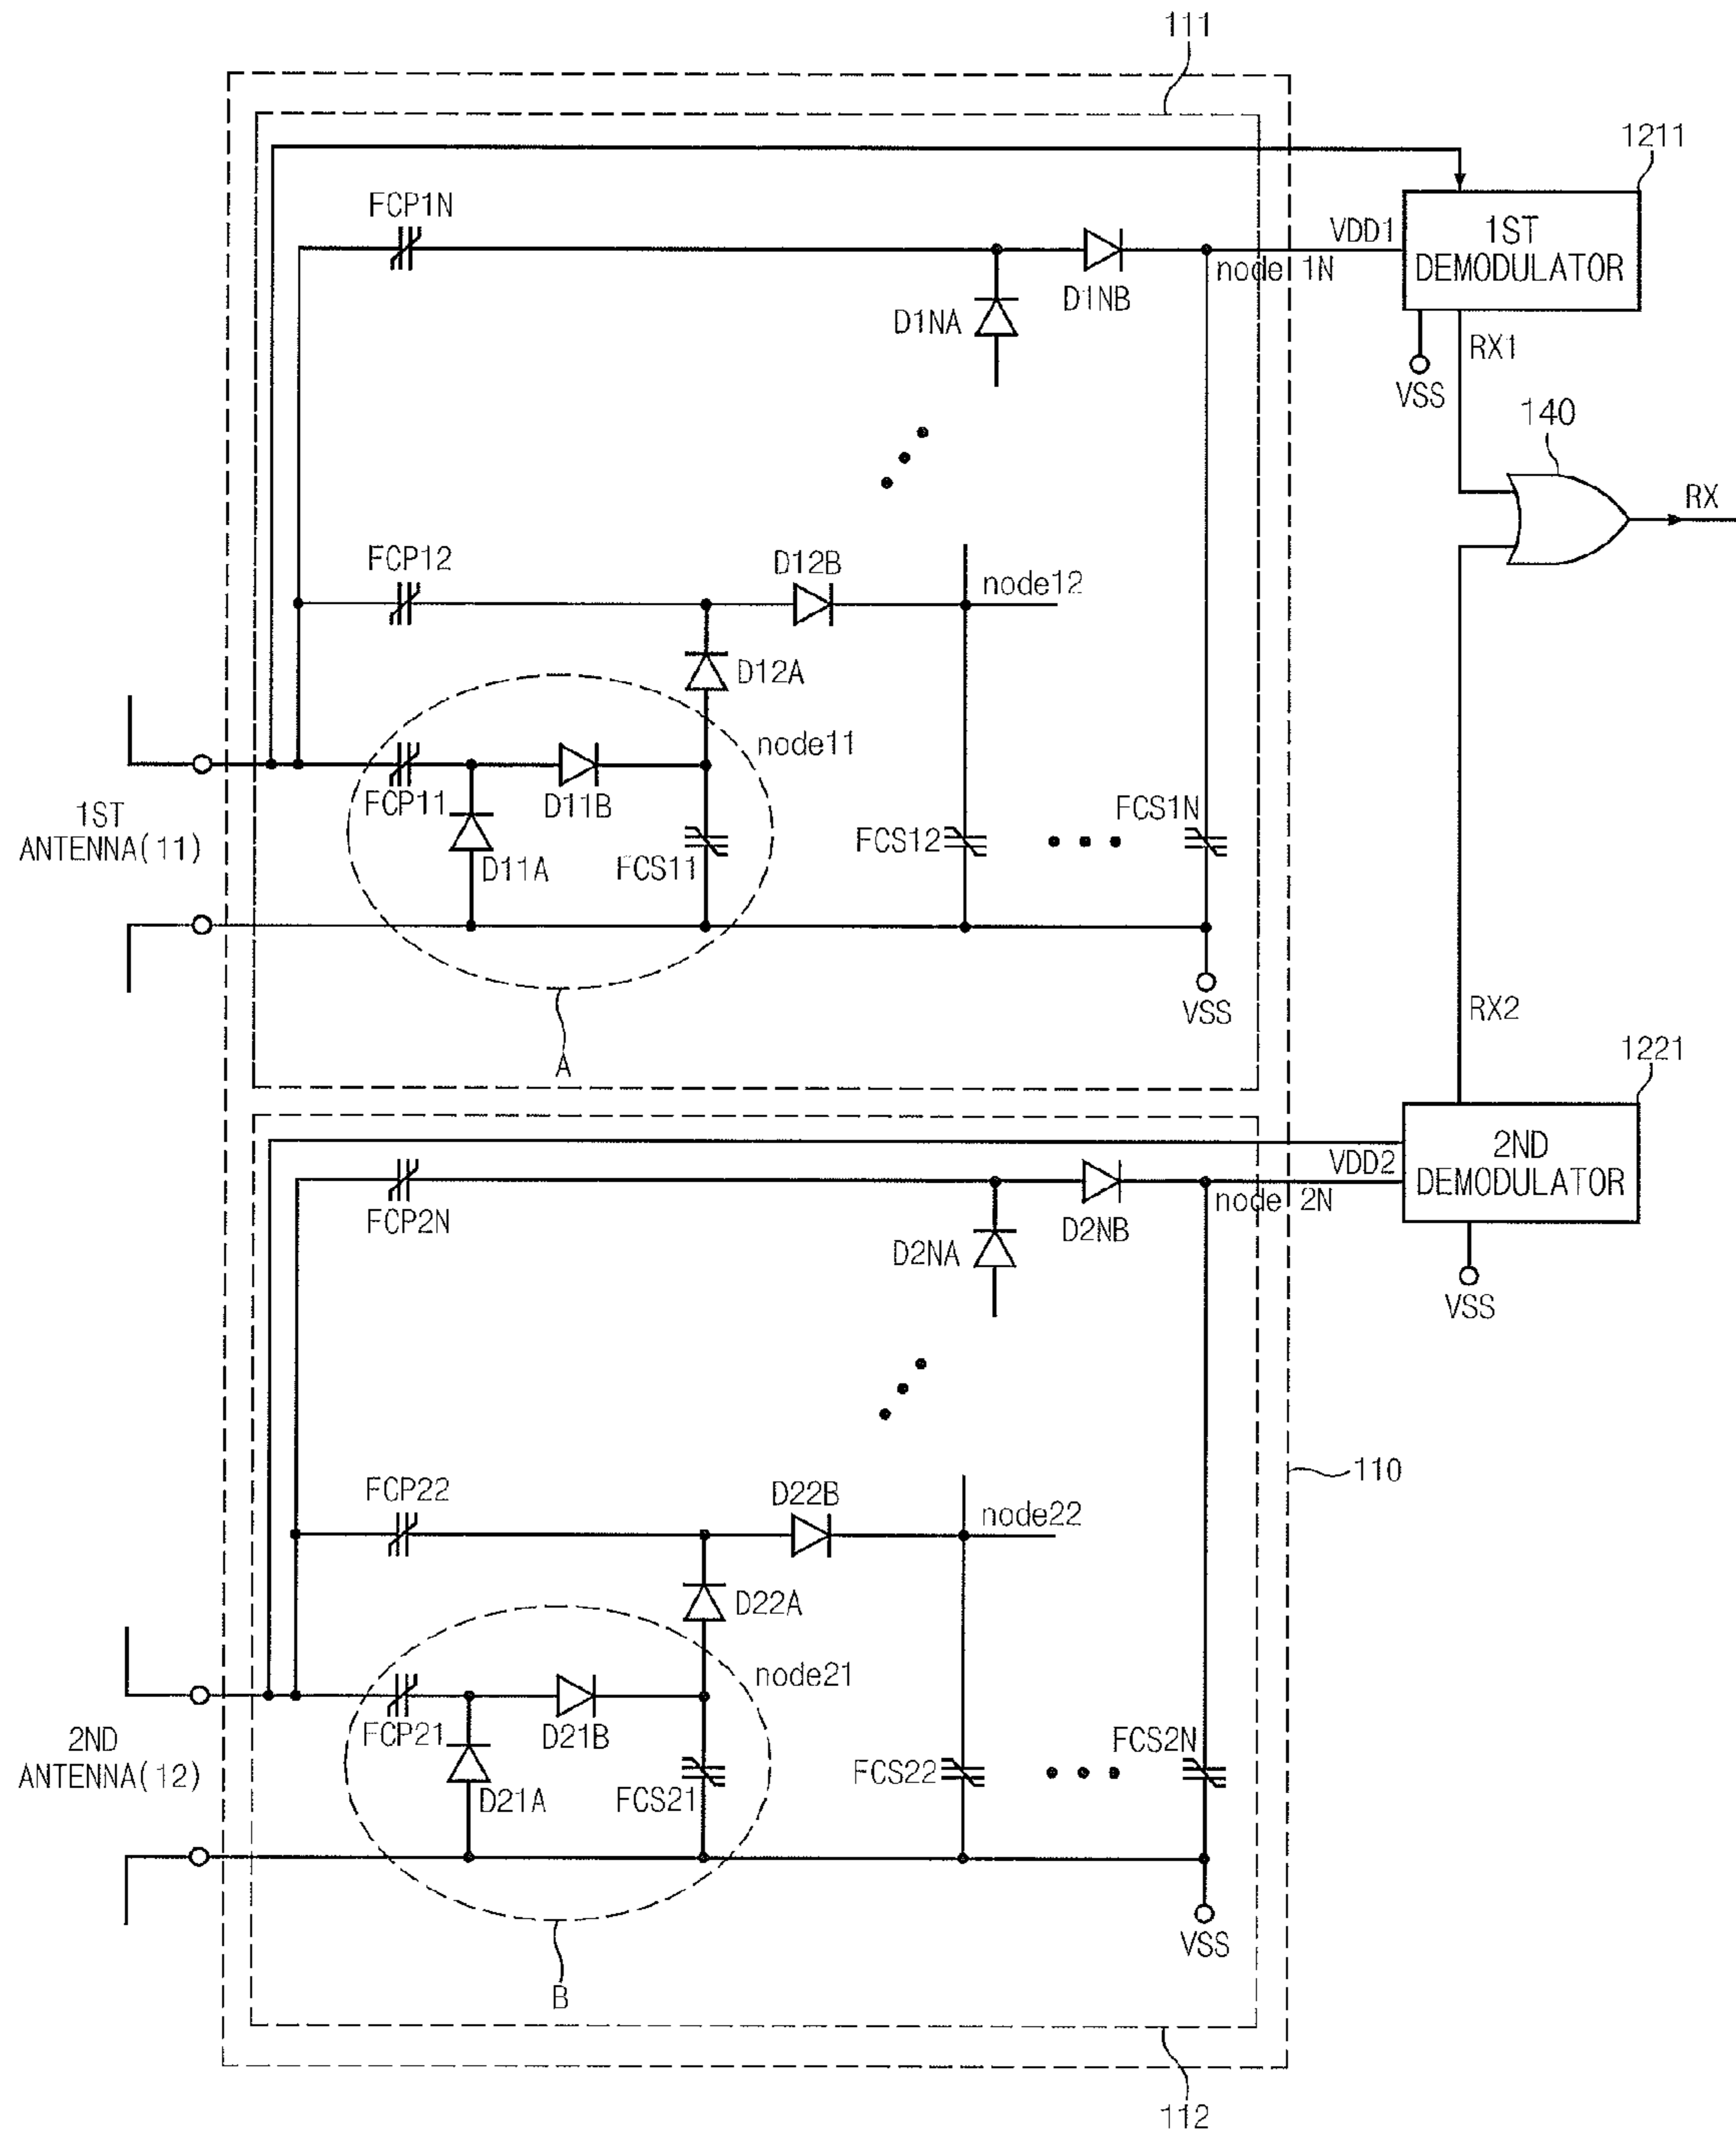 111
1211
FCP1N
VDD1
1ST
DEMODULATOR
node 1N
D1NB
D1NA
RX1
VSS
140
RX
FCP12
D12B
node12
D12A
node11
FCP11
D11B
FCS1N
1ST
ANTENNA(11)
D11A
FCS11
FCS12
VSS
A
RX2
1221
2ND
DEMODULATOR
VDD2
FCP2N
node 2N
D2NB
D2NA
VSS
110
FCP22
D22B
node22
D22A
node21
FCP21
D21B
FCS2N
2ND
ANTENNA(12)
D21A
FCS21
FCS22
VSS
B
112